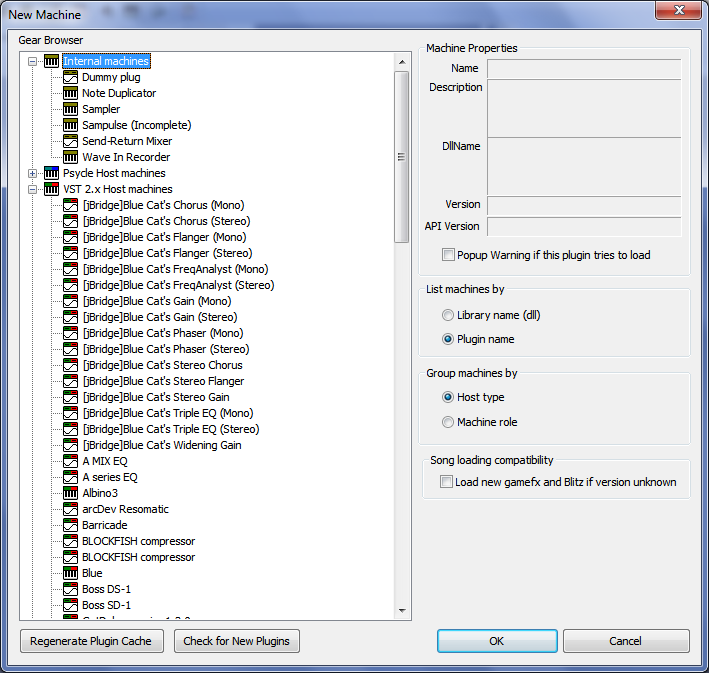 New Machine
Gear Browser
Internal machines
Dummy plug
Note Duplicator
Sampler
Sampulse (Incomplete)
Send-Return Mixer
Wave In Recorder
Psycle Host machines
VST 2.x Host machines
[jBridge]Blue Cat's Chorus (Mono)
[jBridge]Blue Cat's Chorus (Stereo)
[jBridge]Blue Cat's Flanger (Mono)
[jBridge]Blue Cat's Flanger (Stereo)
[jBridge]Blue Cat's FreqAnalyst (Mono)
[jBridge]Blue Cat's FreqAnalyst (Stereo)
[jBridge]Blue Cat's Gain (Mono)
[jBridge]Blue Cat's Gain (Stereo)
[jBridge]Blue Cat's Phaser (Mono)
[jBridge]Blue Cat's Phaser (Stereo)
[jBridge]Blue Cat's Stereo Chorus
[jBridge]Blue Cat's Stereo Flanger
[jBridge]Blue Cat's Stereo Gain
[jBridge]Blue Cat's Triple EQ (Mono)
[jBridge]Blue Cat's Triple EQ (Stereo)
[jBridge]Blue Cat's Widening Gain
A MIX EQ
A series EQ
Albino3
arcDev Resomatic
Barricade
BLOCKFISH compressor
BLOCKFISH compressor
Blue
Boss DS-1
Boss SD-1
Machine Properties
Name
Description
DllName
Version
API Version
Popup Warning if this plugin tries to load
List machines by
Library name (dll)
Plugin name
Group machines by
Host type
Machine role
Song loading compatibility
Load new gamefx and Blitz if version unknown
Regenerate Plugin Cache
Check for New Plugins
OK
Cancel